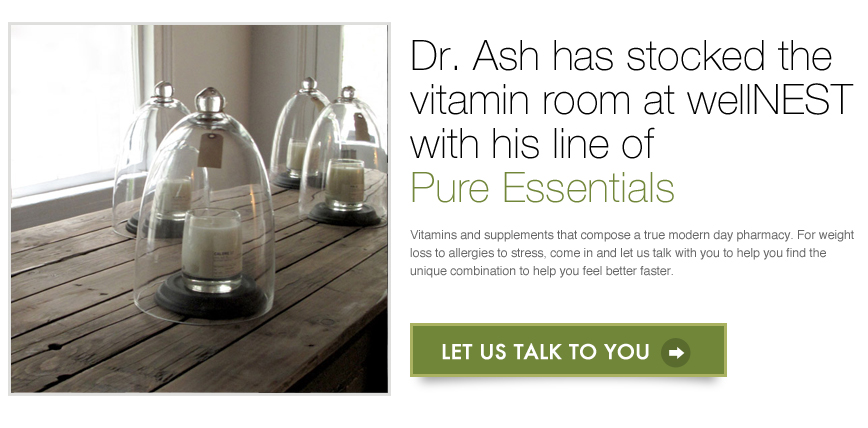 Dr. Ash has stocked the
vitamin room at wellNEST
with his line of
Pure Essentials
Vitamins and supplements that compose a true modern day pharmacy. For weight
loss to allergies to stress, come in and let us talk with you to help you find the
unique combination to help you feel better faster.
LET US TALK TO YOU